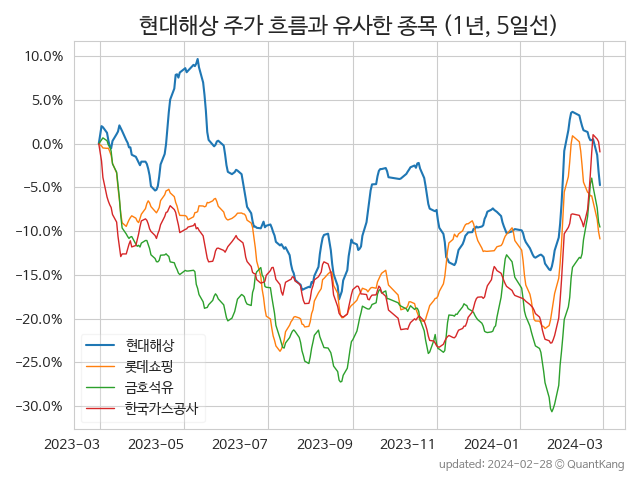 현대해상 주가 흐름과 유사한 종목 (1년, 5일선)
10.0%
5.0%
0.0%
−5.0%
−10.0%
−15.0%
−20.0%
−25.0%
−30.0%
현대해상
롯데쇼핑
금호석유
한국가스공사
2023-03 2023-05 2023-07 2023-09 2023-11 2024-01 2024-03
updated: 2024-02-28 © QuantKang